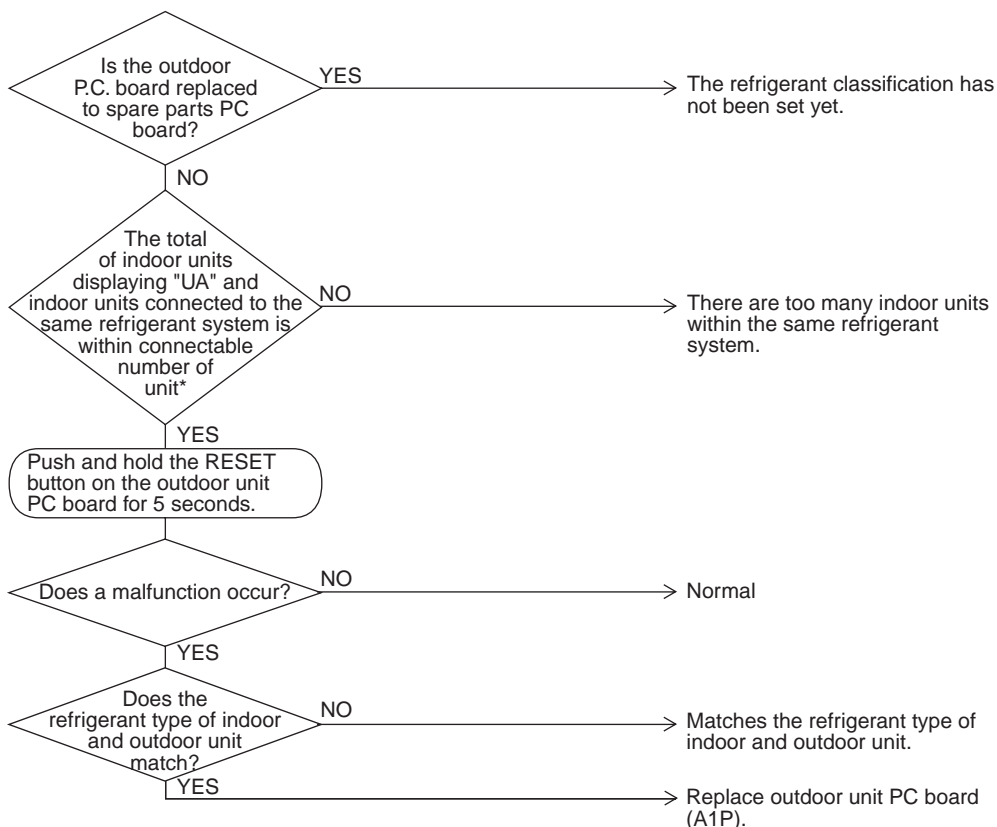 Is the outdoor
P.C. board replaced
to spare parts PC
board?
YES
The refrigerant classification has
not been set yet.
NO
The total
of indoor units
displaying "UA" and
indoor units connected to the
same refrigerant system is
within connectable
number of
unit*
NO
There are too many indoor units
within the same refrigerant
system.
YES
Push and hold the RESET
button on the outdoor unit
PC board for 5 seconds.
Does a malfunction occur?
NO
Normal
YES
Does the
refrigerant type of indoor
and outdoor unit
match?
NO
Matches the refrigerant type of
indoor and outdoor unit.
YES
Replace outdoor unit PC board
(A1P).